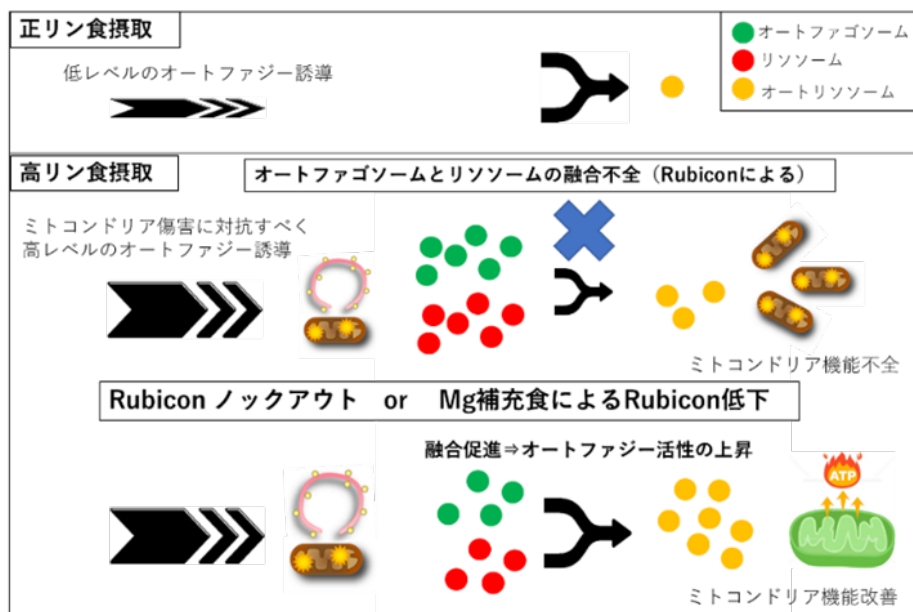 正リン食摂取
低レベルのオートファジー誘導
オートファゴソーム
リソソーム
オートリソソーム
高リン食摂取
オートファゴソームとリソソームの融合不全（Rubiconによる）
ミトコンドリア傷害に対抗すべく
高レベルのオートファジー誘導
ミトコンドリア機能不全
Rubicon ノックアウト or Mg補充食によるRubicon低下
融合促進⇒オートファジー活性の上昇
ATP
ミトコンドリア機能改善